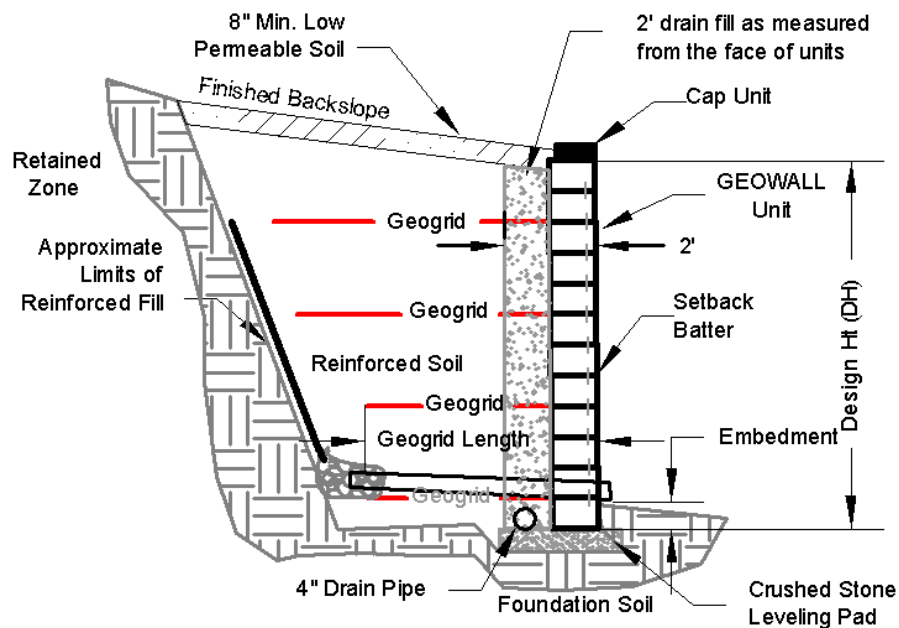 8" Min. Low
Permeable Soil
2' drain fill as measured
from the face of units
Finished Backslope
Cap Unit
Retained
Zone
GEOWALL
Unit
Geogrid
2'
Approximate
Limits of
Reinforced Fill
Geogrid
Setback
Batter
Design Ht (DH)
Reinforced Soil
Geogrid
Geogrid Length
Embedment
Geogrid
4" Drain Pipe
Foundation Soil
Crushed Stone
Leveling Pad